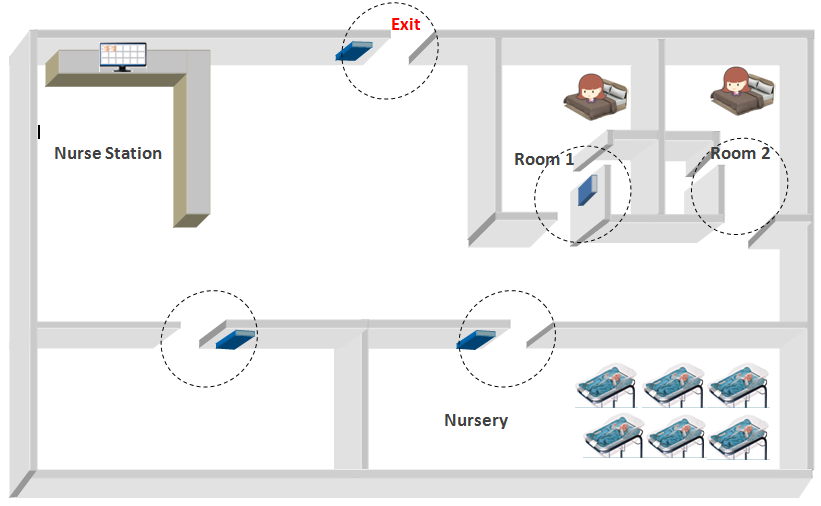 Exit
Nurse Station
Room 1
Room 2
Nursery